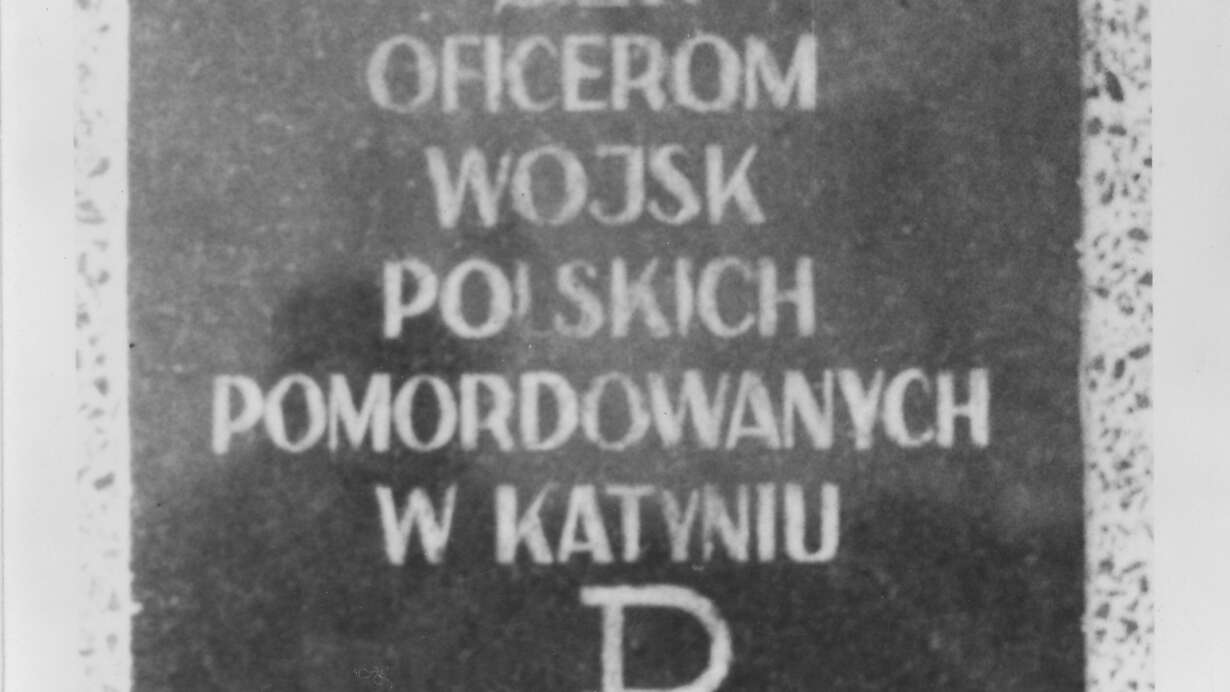 OFICEROM
WOJSK
POLSKICH
POMORDOWANYCH
W KATYNIU